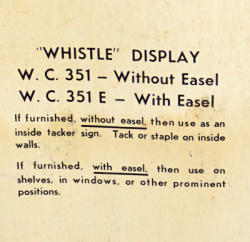 "WHISTLE" DISPLAY
W. C. 351 – Without Easel
W. C. 351 E – With Easel
If furnished, without easel, then use as an
inside tacker sign. Tack or staple on inside
walls.
If furnished, with easel, then use on
shelves, in windows, or other prominent
positions.